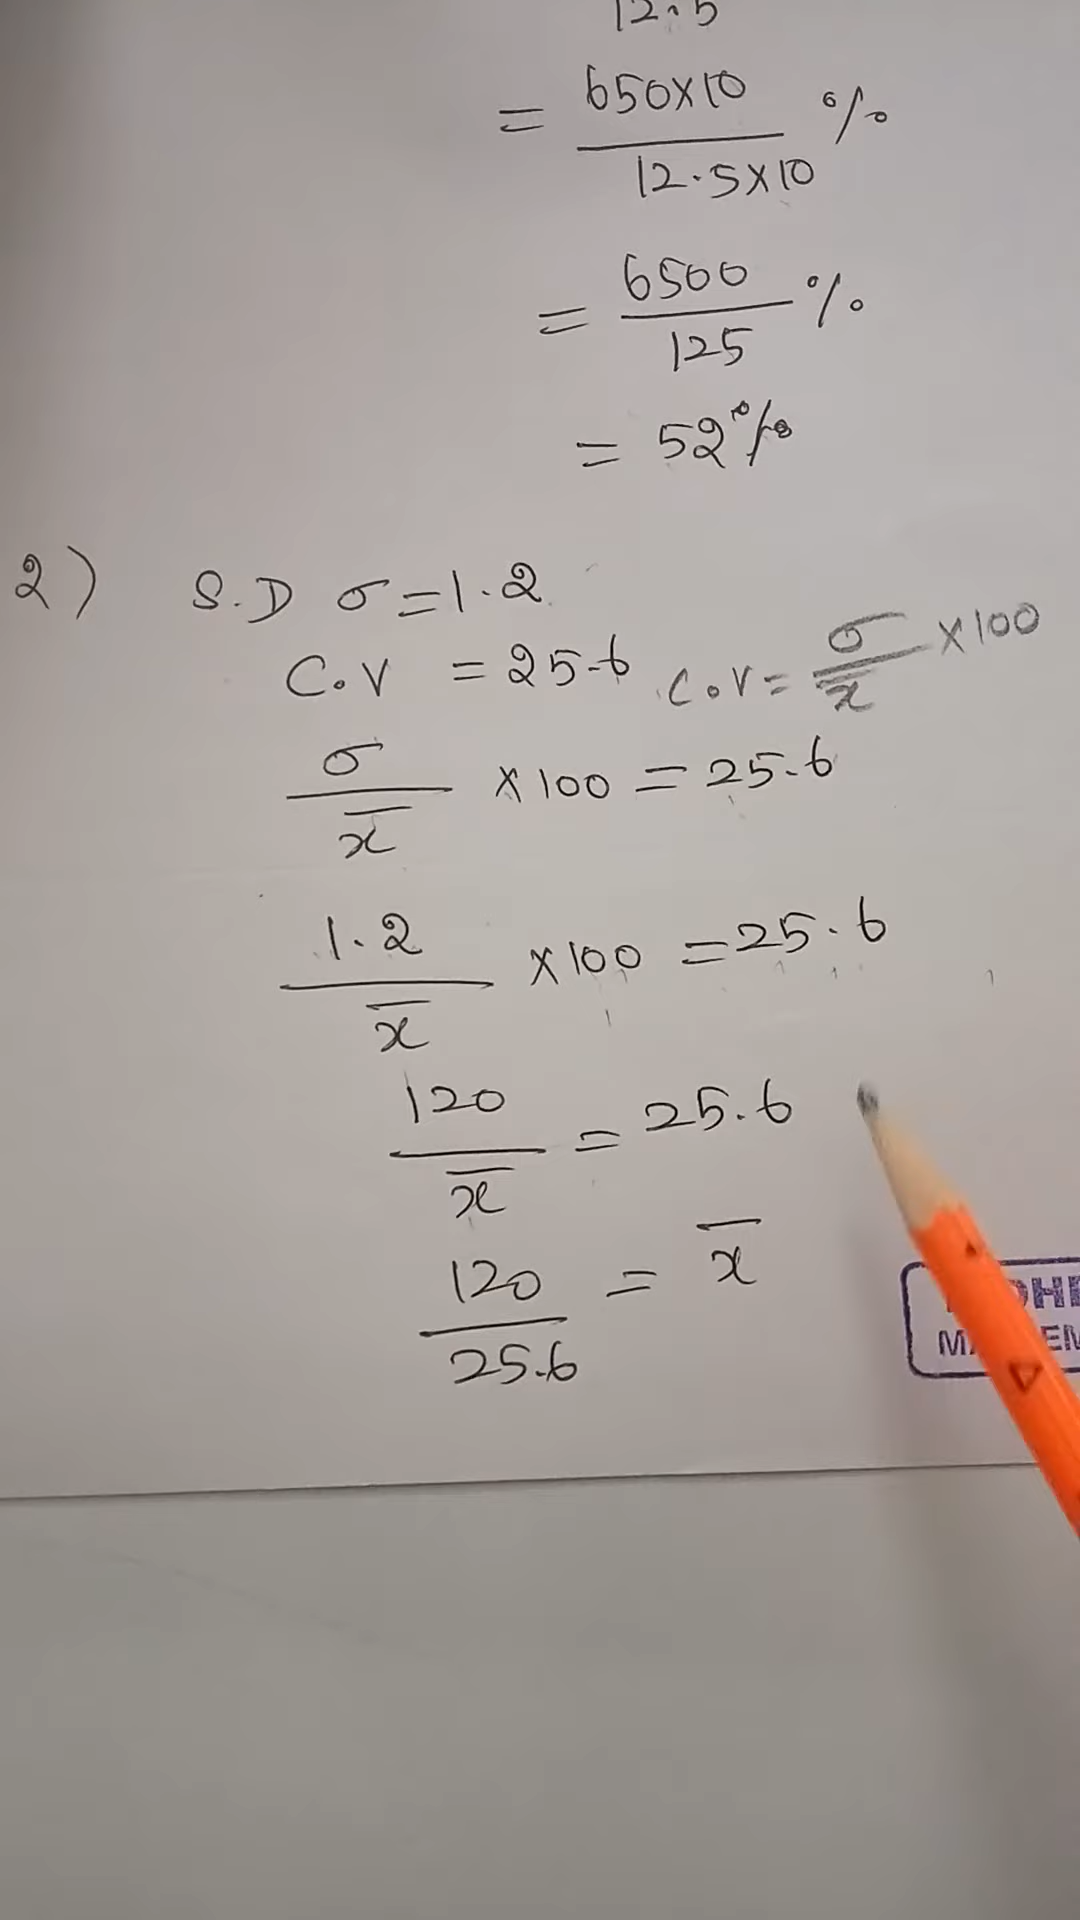 12.5
= 650×10 / 12.5×10 %
= 6500 / 125 %
= 52%
2) S.D σ = 1.2
C.V = 25.6 C.V = σ / x̅ ×100
σ / x̅ × 100 = 25.6
1.2 / x̅ × 100 = 25.6
120 / x̅ = 25.6
120 / 25.6 = x̅